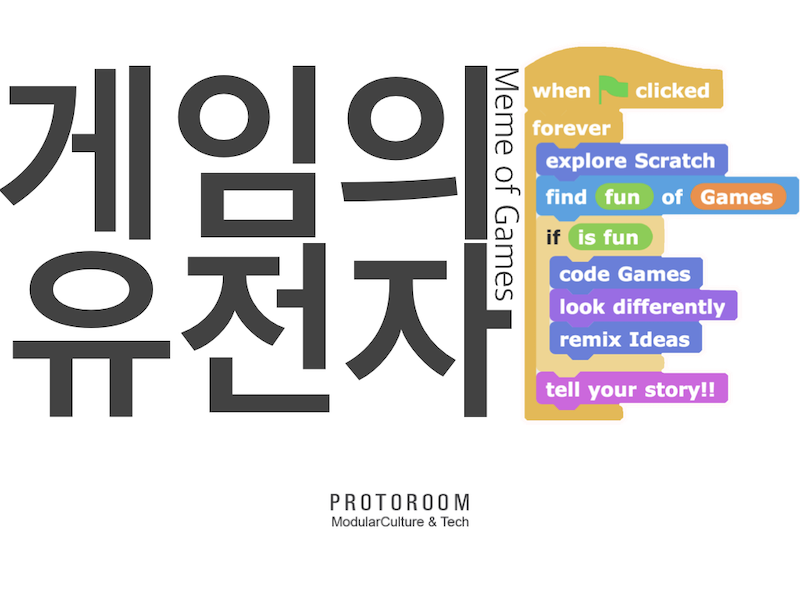 게임의
유전자
Meme of Games
when clicked
forever
explore Scratch
find fun of Games
if is fun
code Games
look differently
remix Ideas
tell your story!!
PROTOROOM
ModularCulture & Tech